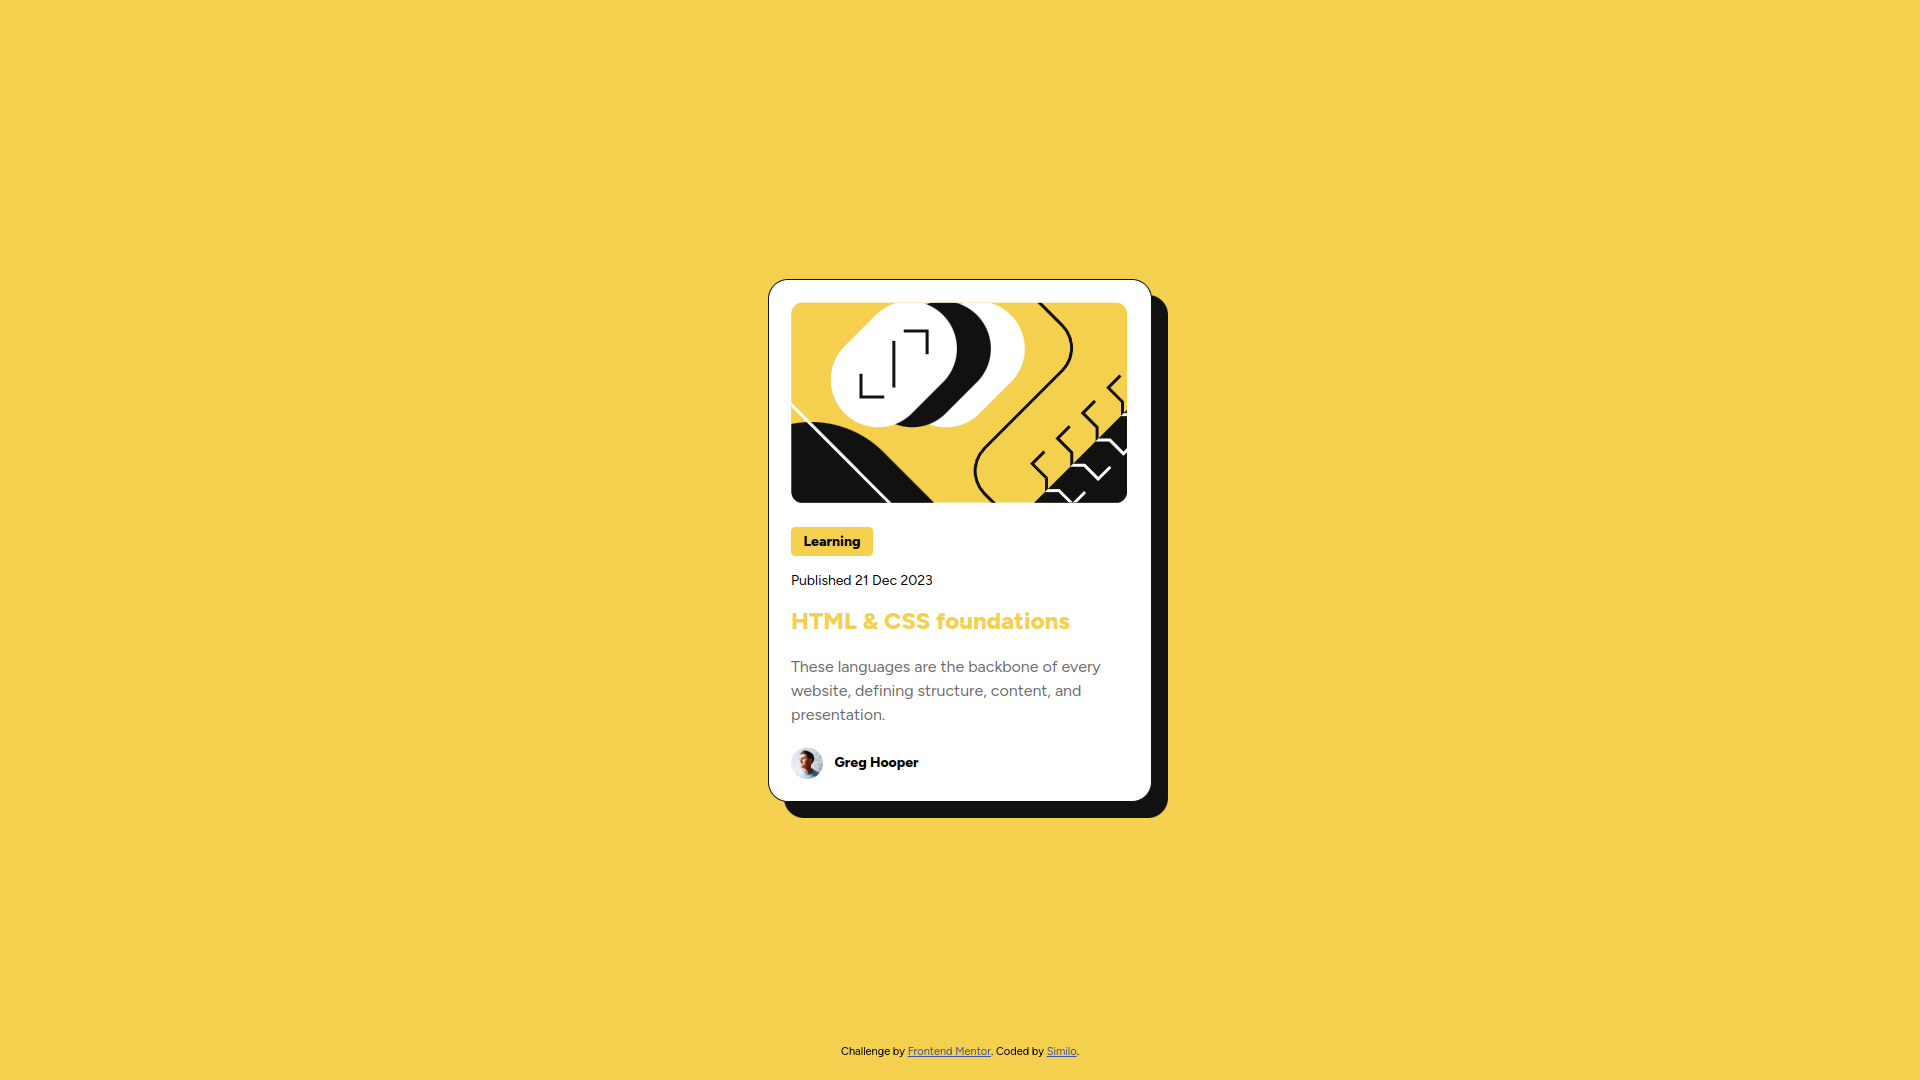 Learning
Published 21 Dec 2023
HTML & CSS foundations
These languages are the backbone of every
website, defining structure, content, and
presentation.
Greg Hooper
Challenge by Frontend Mentor. Coded by Similo.